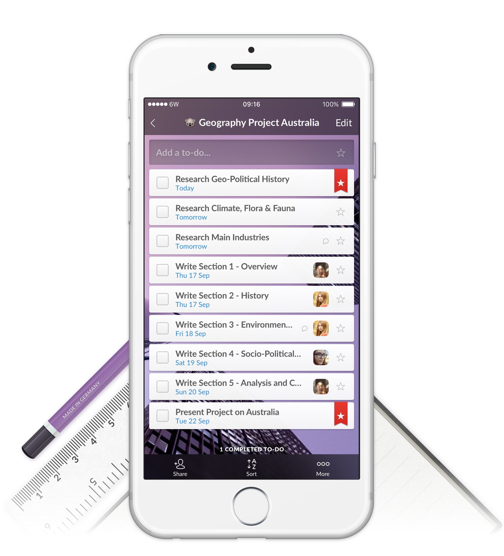 6W 09:16 100%
Geography Project Australia Edit
Add a to-do...
Research Geo-Political History
Today
Research Climate, Flora & Fauna
Tomorrow
Research Main Industries
Tomorrow
Write Section 1 - Overview
Thu 17 Sep
Write Section 2 - History
Thu 17 Sep
Write Section 3 - Environmen...
Fri 18 Sep
Write Section 4 - Socio-Political...
Sat 19 Sep
Write Section 5 - Analysis and C...
Sun 20 Sep
Present Project on Australia
Tue 22 Sep
1 COMPLETED TO-DO
Share Sort More
A
Z
MADE IN GERMANY
1 2 3 4 5 6
5